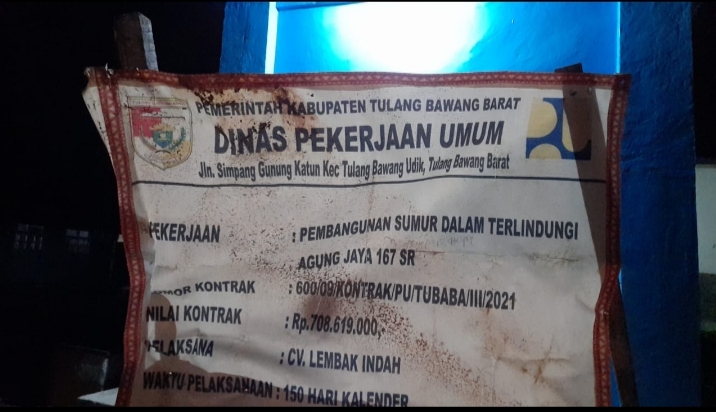 PEMERINTAH KABUPATEN TULANG BAWANG BARAT
DINAS PEKERJAAN UMUM
Jln. Simpang Gunung Katun Kec Tulang Bawang Udik, Tulang Bawang Barat
PEKERJAAN : PEMBANGUNAN SUMUR DALAM TERLINDUNGI
AGUNG JAYA 167 SR
NOMOR KONTRAK : 600/09/KONTRAK/PU/TUBABA/III/2021
NILAI KONTRAK : Rp.708.619.000,-
PELAKSANA : CV. LEMBAK INDAH
WAKTU PELAKSANAAN : 150 HARI KALENDER